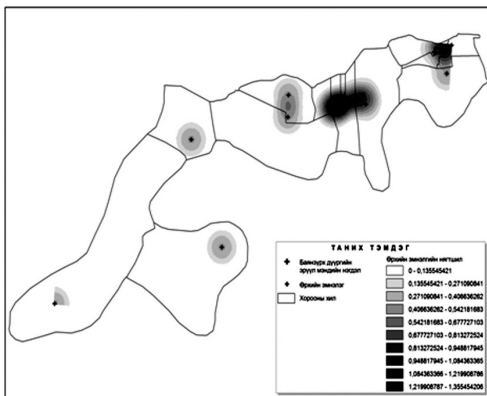 ТАНИХ ТЭМДЭГ
Баянзүрх дүүргийн
эрүүл мэндийн нэгдэл
Өрхийн эмнэлэг
Хорооны хил
Өрхийн эмнэлгийн нягтшил
0 - 0,135545421
0,135545421 - 0,271090841
0,271090841 - 0,406636262
0,406636262 - 0,542181683
0,542181683 - 0,677727103
0,677727103 - 0,813272524
0,813272524 - 0,948817945
0,948817945 - 1,084363365
1,084363366 - 1,219908786
1,219908787 - 1,355454206